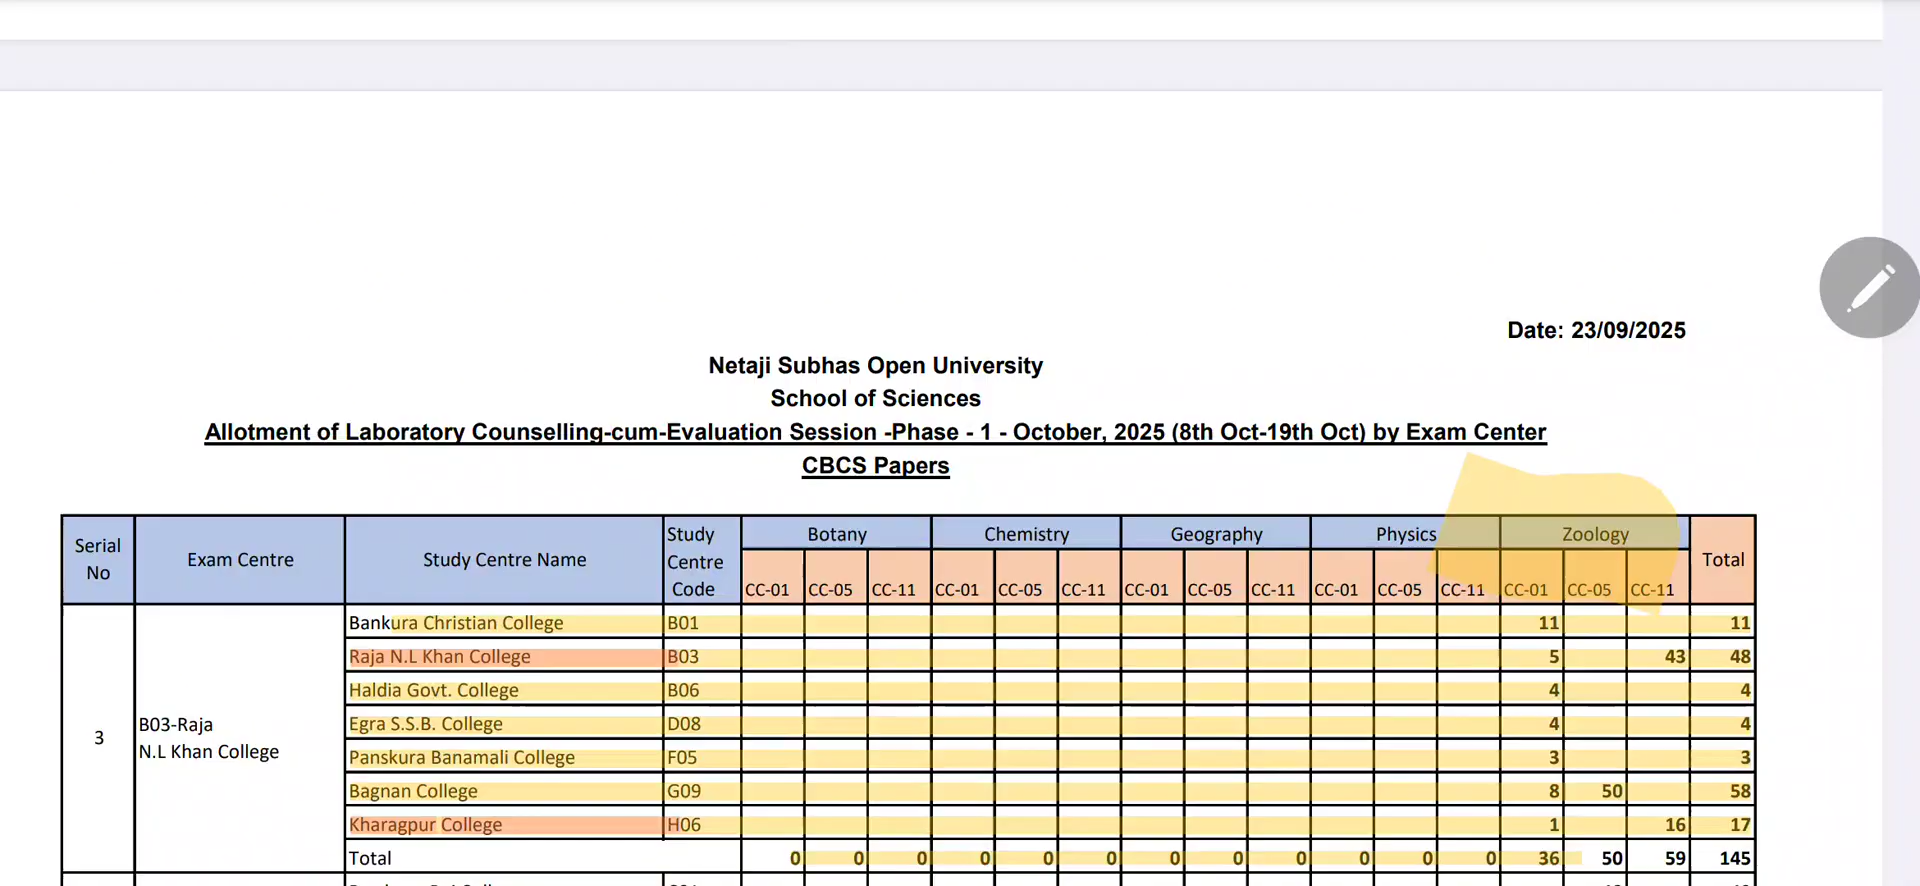 Date: 23/09/2025
Netaji Subhas Open University
School of Sciences
Allotment of Laboratory Counselling-cum-Evaluation Session -Phase - 1 - October, 2025 (8th Oct-19th Oct) by Exam Center
CBCS Papers
Serial No Exam Centre Study Centre Name Study Centre Code Botany Chemistry Geography Physics Zoology Total
CC-01 CC-05 CC-11 CC-01 CC-05 CC-11 CC-01 CC-05 CC-11 CC-01 CC-05 CC-11 CC-01 CC-05 CC-11
3 B03-Raja N.L Khan College
Bankura Christian College B01 11 11
Raja N.L Khan College B03 5 43 48
Haldia Govt. College B06 4 4
Egra S.S.B. College D08 4 4
Panskura Banamali College F05 3 3
Bagnan College G09 8 50 58
Kharagpur College H06 1 16 17
Total 0 0 0 0 0 0 0 0 0 0 0 0 36 50 59 145